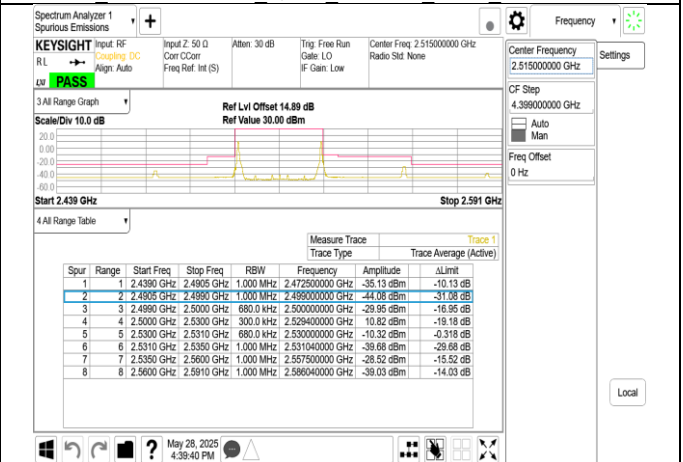 Spectrum Analyzer 1
Spurious Emissions
Frequency
KEYSIGHT Input: RF Input Z: 50 Ω Atten: 30 dB Trig: Free Run Center Freq: 2.515000000 GHz
RL Coupling: DC Corr CCorr Gate: LO Radio Std: None
Align: Auto Freq Ref: Int (S) IF Gain: Low
LXI PASS
Center Frequency
2.515000000 GHz
Settings
CF Step
4.399000000 GHz
Auto
Man
Freq Offset
0 Hz
3 All Range Graph
Ref Lvl Offset 14.89 dB
Scale/Div 10.0 dB Ref Value 30.00 dBm
20.0
0.00
-20.0
-40.0
-60.0
Start 2.439 GHz Stop 2.591 GHz
4 All Range Table
Measure Trace Trace 1
Trace Type Trace Average (Active)
Spur Range Start Freq Stop Freq RBW Frequency Amplitude ΔLimit
1 1 2.4390 GHz 2.4905 GHz 1.000 MHz 2.472500000 GHz -35.13 dBm -10.13 dB
2 2 2.4905 GHz 2.4990 GHz 1.000 MHz 2.499000000 GHz -44.08 dBm -31.08 dB
3 3 2.4990 GHz 2.5000 GHz 680.0 kHz 2.500000000 GHz -29.95 dBm -16.95 dB
4 4 2.5000 GHz 2.5300 GHz 300.0 kHz 2.529400000 GHz 10.82 dBm -19.18 dB
5 5 2.5300 GHz 2.5310 GHz 680.0 kHz 2.530000000 GHz -10.32 dBm -0.318 dB
6 6 2.5310 GHz 2.5350 GHz 1.000 MHz 2.531040000 GHz -39.68 dBm -29.68 dB
7 7 2.5350 GHz 2.5600 GHz 1.000 MHz 2.557500000 GHz -28.52 dBm -15.52 dB
8 8 2.5600 GHz 2.5910 GHz 1.000 MHz 2.586040000 GHz -39.03 dBm -14.03 dB
Local
May 28, 2025
4:39:40 PM